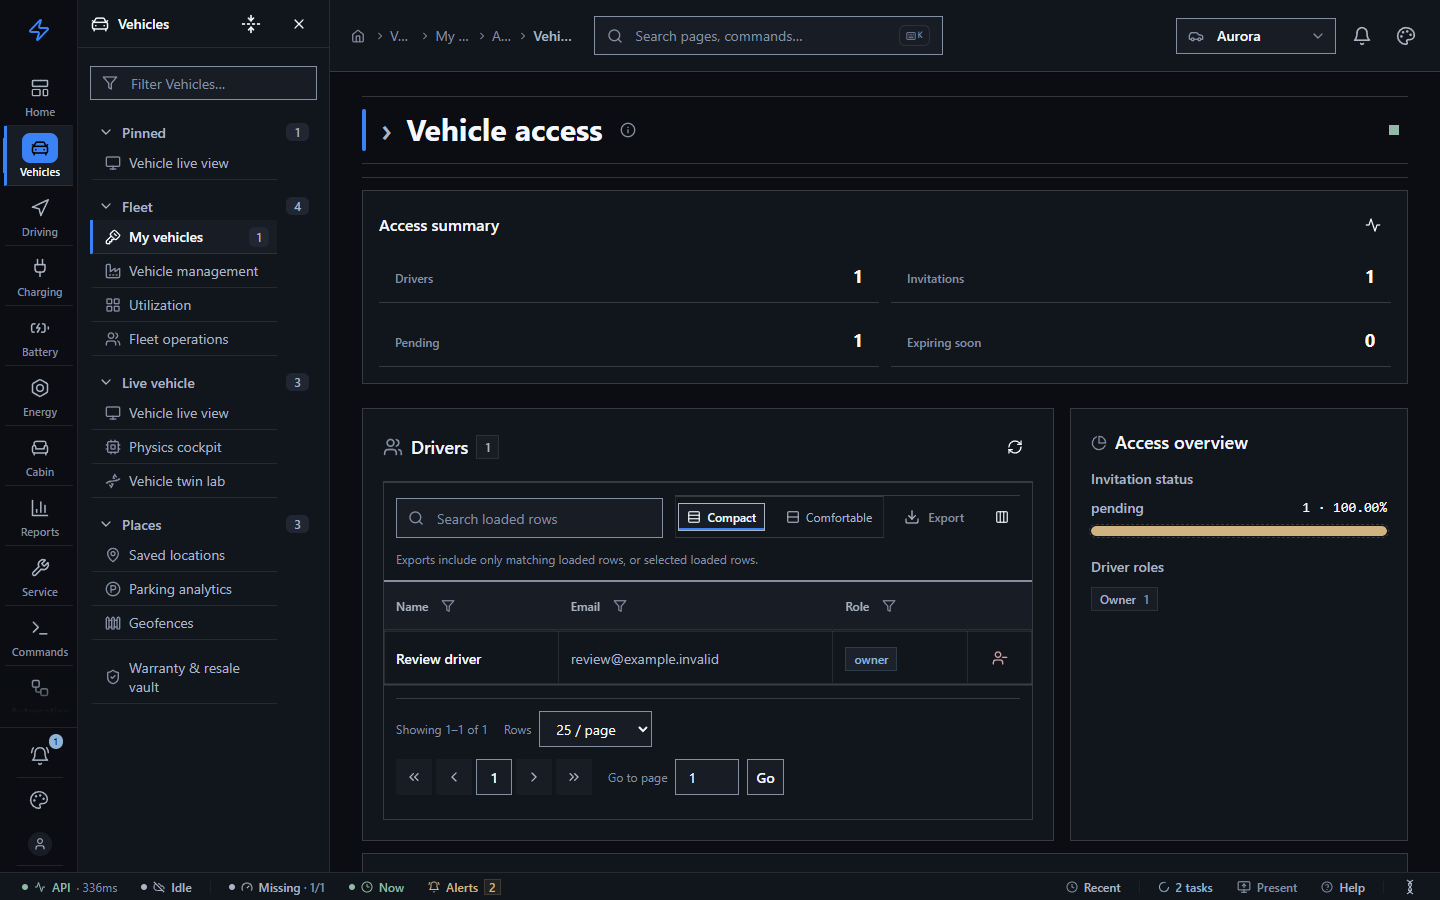 Home
Vehicles
Driving
Charging
Battery
Energy
Cabin
Reports
Service
Commands
1
Vehicles
Filter Vehicles...
Pinned 1
Vehicle live view
Fleet 4
My vehicles 1
Vehicle management
Utilization
Fleet operations
Live vehicle 3
Vehicle live view
Physics cockpit
Vehicle twin lab
Places 3
Saved locations
Parking analytics
Geofences
Warranty & resale
vault
V... My ... A... Vehi...
Search pages, commands... K
Aurora
Vehicle access
Access summary
Drivers 1 Invitations 1
Pending 1 Expiring soon 0
Drivers 1
Search loaded rows Compact Comfortable Export
Exports include only matching loaded rows, or selected loaded rows.
Name Email Role
Review driver review@example.invalid owner
Showing 1–1 of 1 Rows 25 / page
1 Go to page 1 Go
Access overview
Invitation status
pending 1 · 100.00%
Driver roles
Owner 1
API · 336ms Idle Missing · 1/1 Now Alerts 2 Recent 2 tasks Present Help